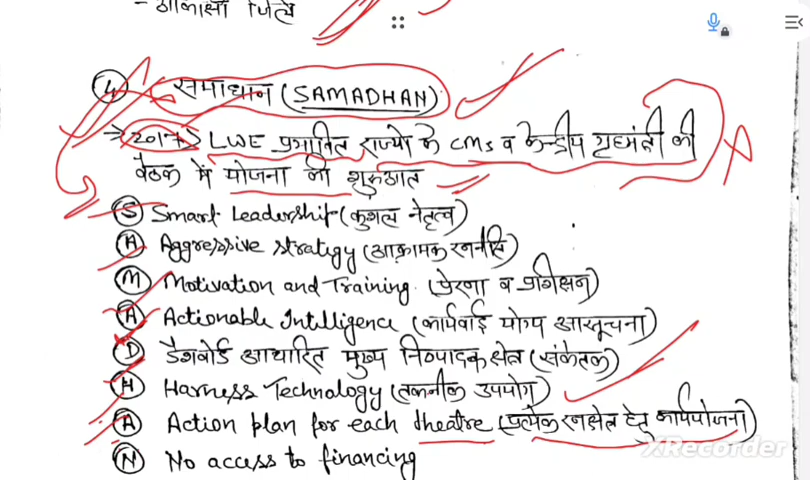 - आकांक्षी जिले
④ समाधान (SAMADHAN)
→ 2017 → LWE प्रभावित राज्यों के CMs व केन्द्रीय गृहमंत्री की
बैठक में योजना की शुरुआत
Ⓢ Smart Leadership (कुशल नेतृत्व)
Ⓐ Aggressive strategy (आक्रामक रणनीति)
Ⓜ Motivation and Training (प्रेरणा व प्रशिक्षण)
Ⓐ Actionable Intelligence (कार्यवाई योग्य आसूचना)
Ⓓ डैशबोर्ड आधारित मुख्य निष्पादक क्षेत्र (संकेतक)
Ⓗ Harness Technology (तकनीक उपयोग)
Ⓐ Action plan for each theatre (प्रत्येक रणक्षेत्र हेतु कार्ययोजना)
Ⓝ No access to financing
XRecorder